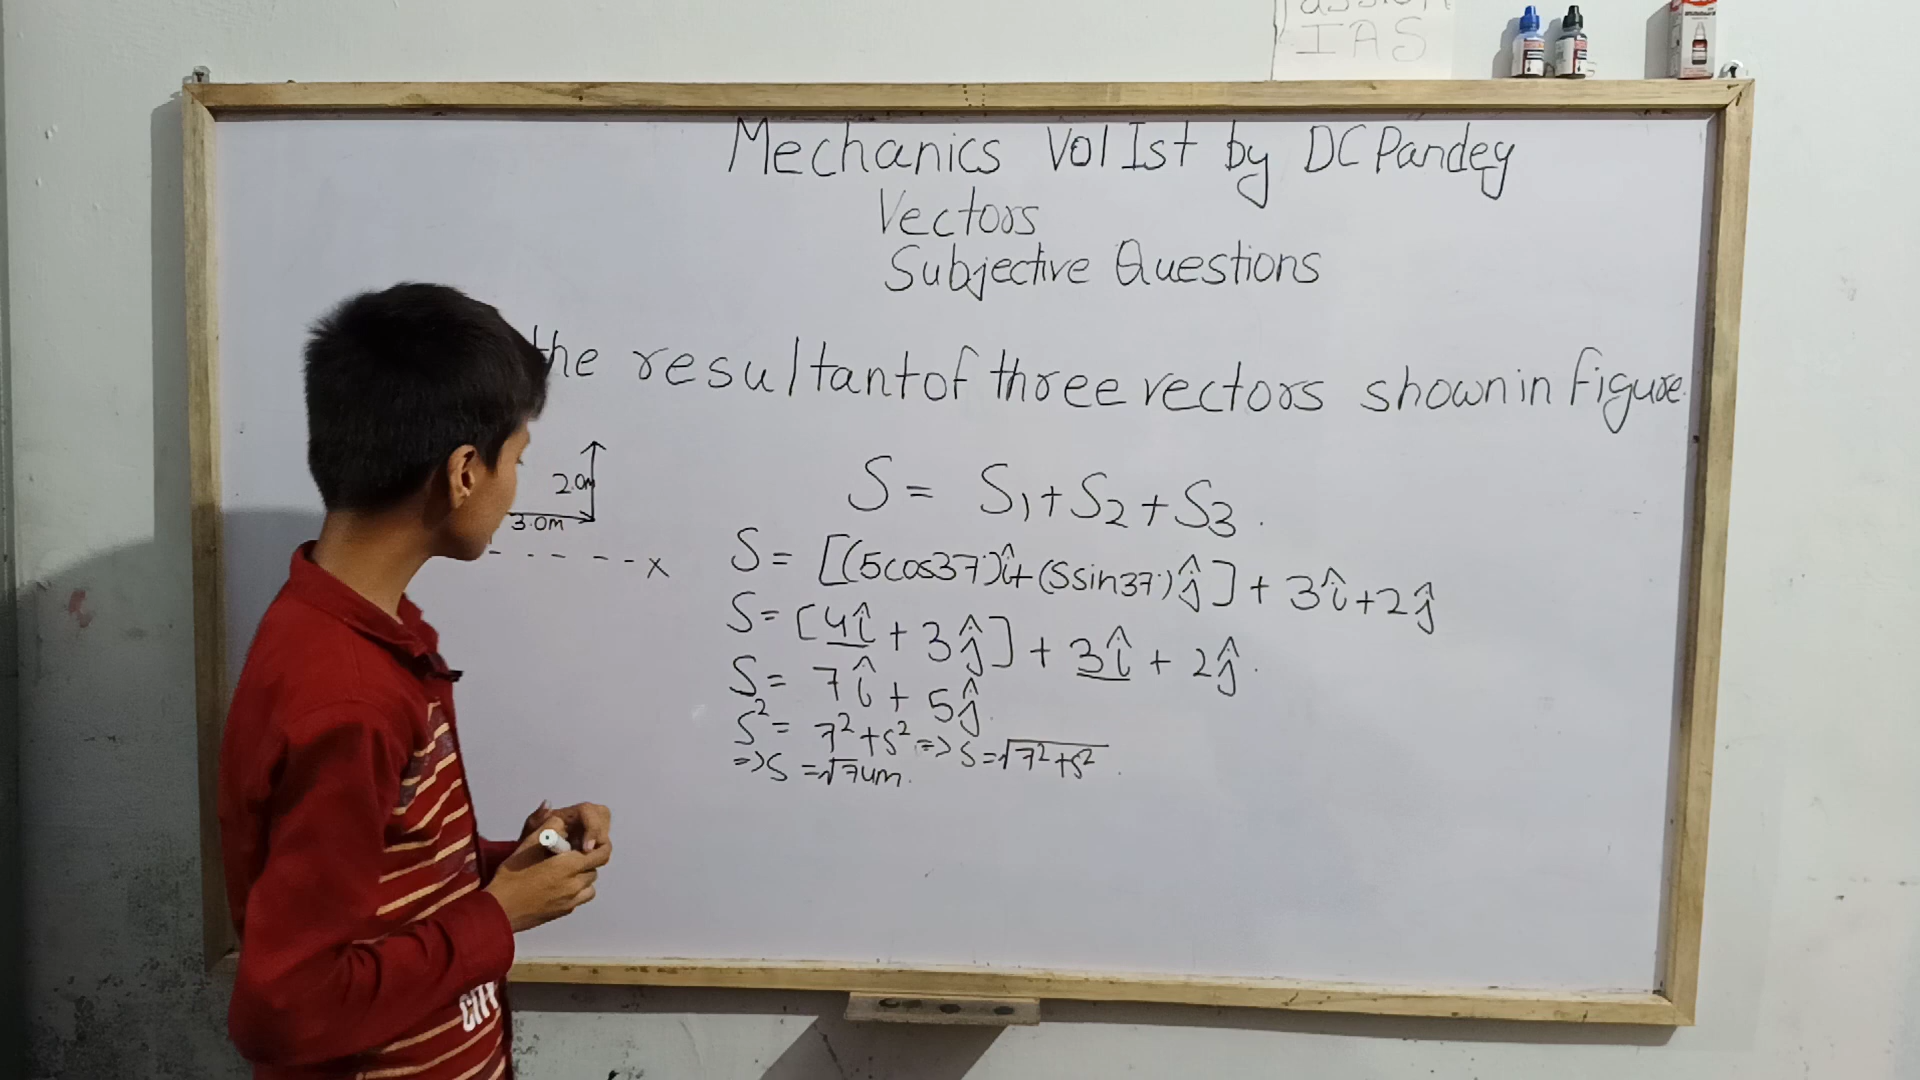 IAS
Mechanics Vol Ist by DC Pandey
Vectors
Subjective Questions
the resultant of three vectors shown in figure.
2.0m
3.0m
x
S = S₁ + S₂ + S₃.
S = [(5cos37°)î + (5sin37°)ĵ] + 3î + 2ĵ
S = [4î + 3ĵ] + 3î + 2ĵ.
S = 7î + 5ĵ.
S² = 7² + 5² => S = √7² + 5².
=> S = √74m.
CITY